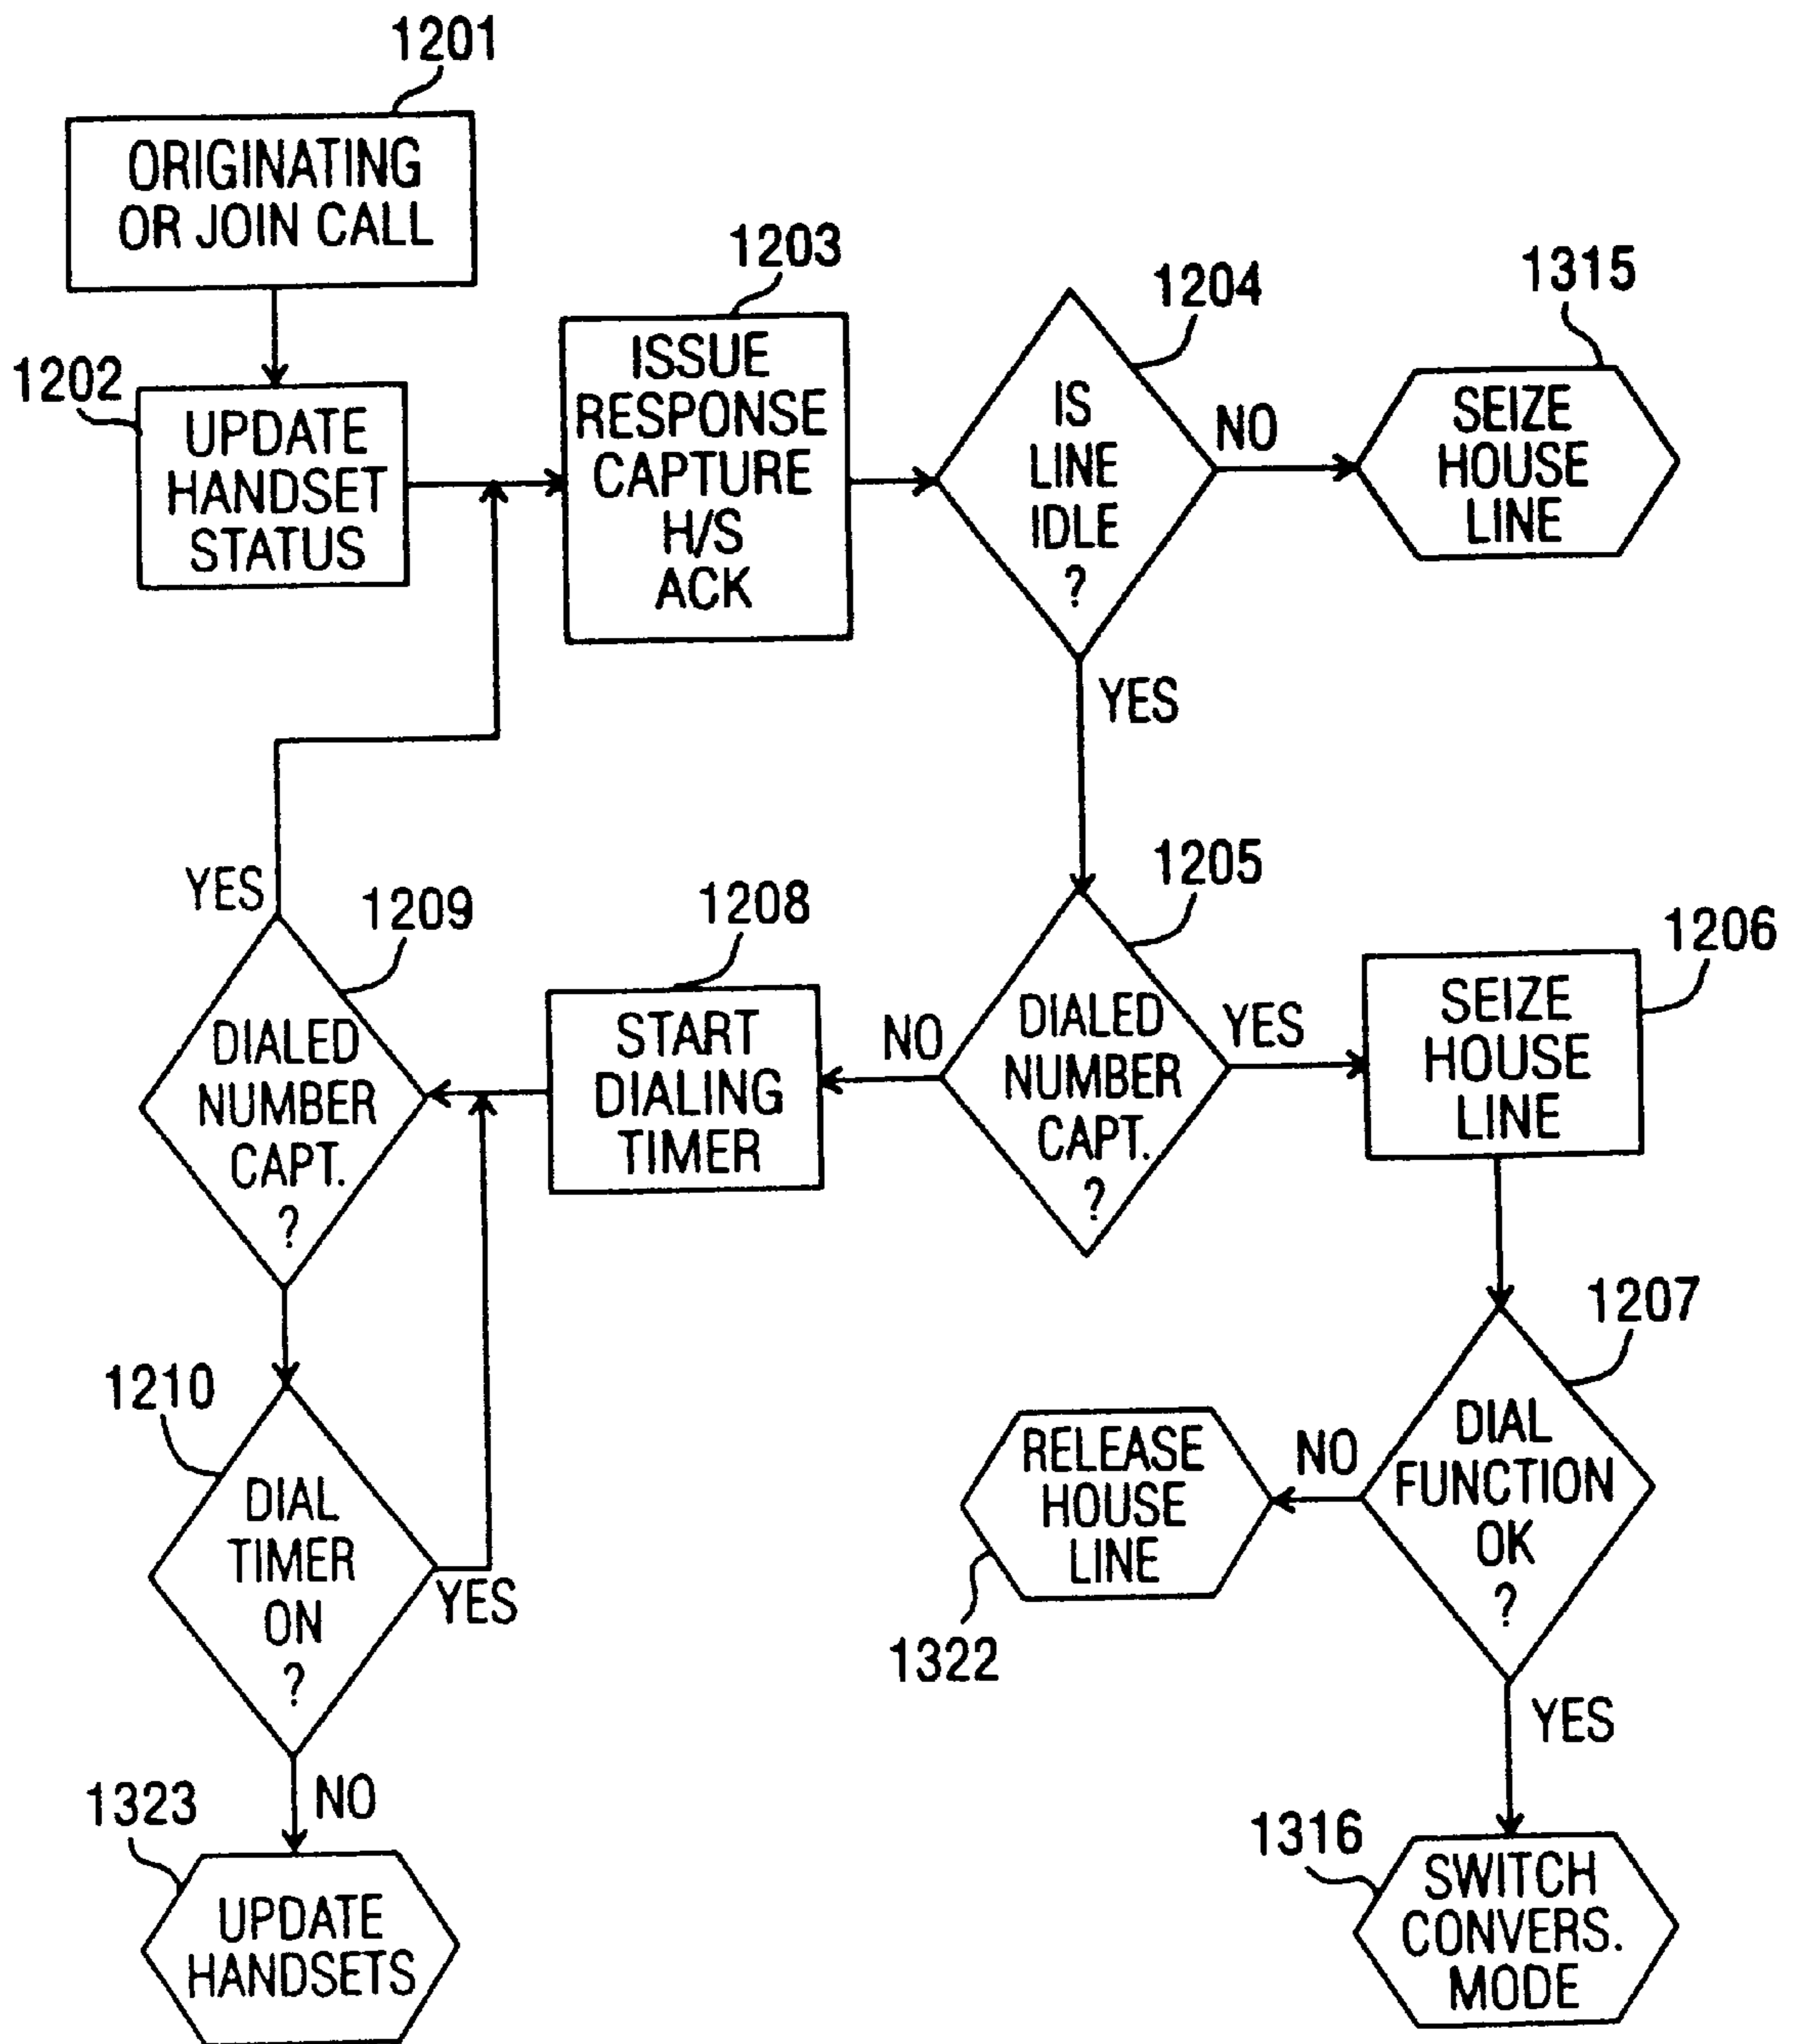 1201
ORIGINATING
OR JOIN CALL
1202
UPDATE
HANDSET
STATUS
1203
ISSUE
RESPONSE
CAPTURE
H/S
ACK
1204
IS
LINE
IDLE
?
NO
1315
SEIZE
HOUSE
LINE
YES
1205
DIALED
NUMBER
CAPT.
?
YES
1206
SEIZE
HOUSE
LINE
NO
1208
START
DIALING
TIMER
YES
1209
DIALED
NUMBER
CAPT.
?
1210
DIAL
TIMER
ON
?
YES
NO
1323
UPDATE
HANDSETS
1207
DIAL
FUNCTION
OK
?
NO
RELEASE
HOUSE
LINE
1322
YES
1316
SWITCH
CONVERS.
MODE